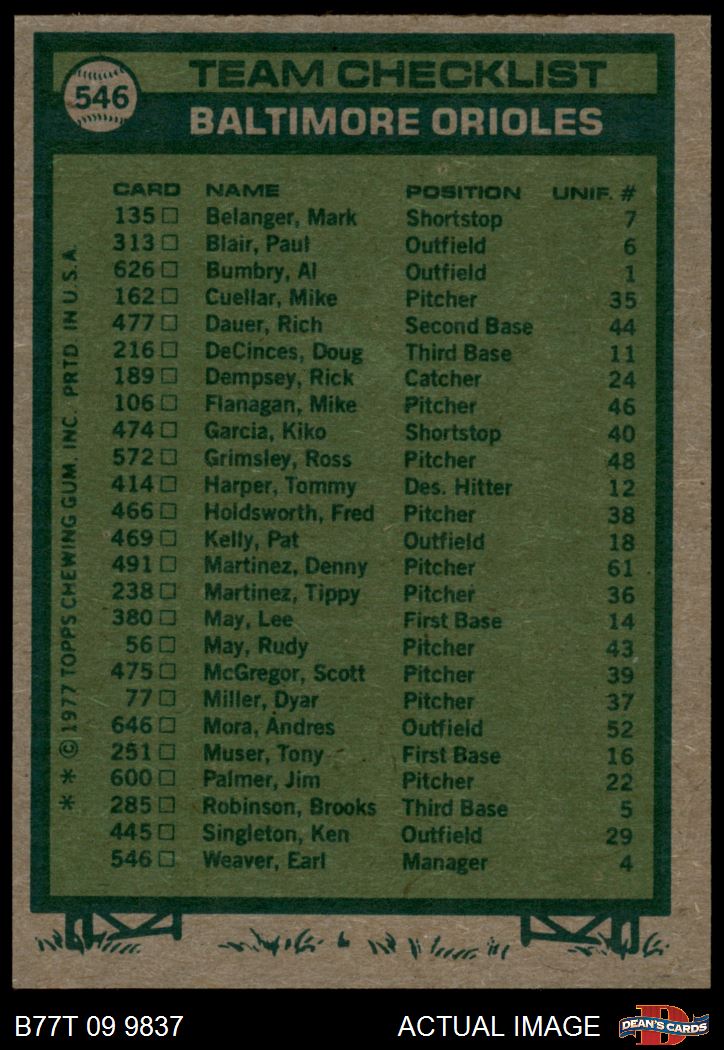 546
TEAM CHECKLIST
BALTIMORE ORIOLES
CARD NAME POSITION UNIF. #
135 Belanger, Mark Shortstop 7
313 Blair, Paul Outfield 6
626 Bumbry, Al Outfield 1
162 Cuellar, Mike Pitcher 35
477 Dauer, Rich Second Base 44
216 DeCinces, Doug Third Base 11
189 Dempsey, Rick Catcher 24
106 Flanagan, Mike Pitcher 46
474 Garcia, Kiko Shortstop 40
572 Grimsley, Ross Pitcher 48
414 Harper, Tommy Des. Hitter 12
466 Holdsworth, Fred Pitcher 38
469 Kelly, Pat Outfield 18
491 Martinez, Denny Pitcher 61
238 Martinez, Tippy Pitcher 36
380 May, Lee First Base 14
56 May, Rudy Pitcher 43
475 McGregor, Scott Pitcher 39
77 Miller, Dyar Pitcher 37
646 Mora, Andres Outfield 52
251 Muser, Tony First Base 16
600 Palmer, Jim Pitcher 22
285 Robinson, Brooks Third Base 5
445 Singleton, Ken Outfield 29
546 Weaver, Earl Manager 4
* * © 1977 TOPPS CHEWING GUM, INC. PRTD. IN U.S.A.
B77T 09 9837 ACTUAL IMAGE
D
DEAN'S CARDS